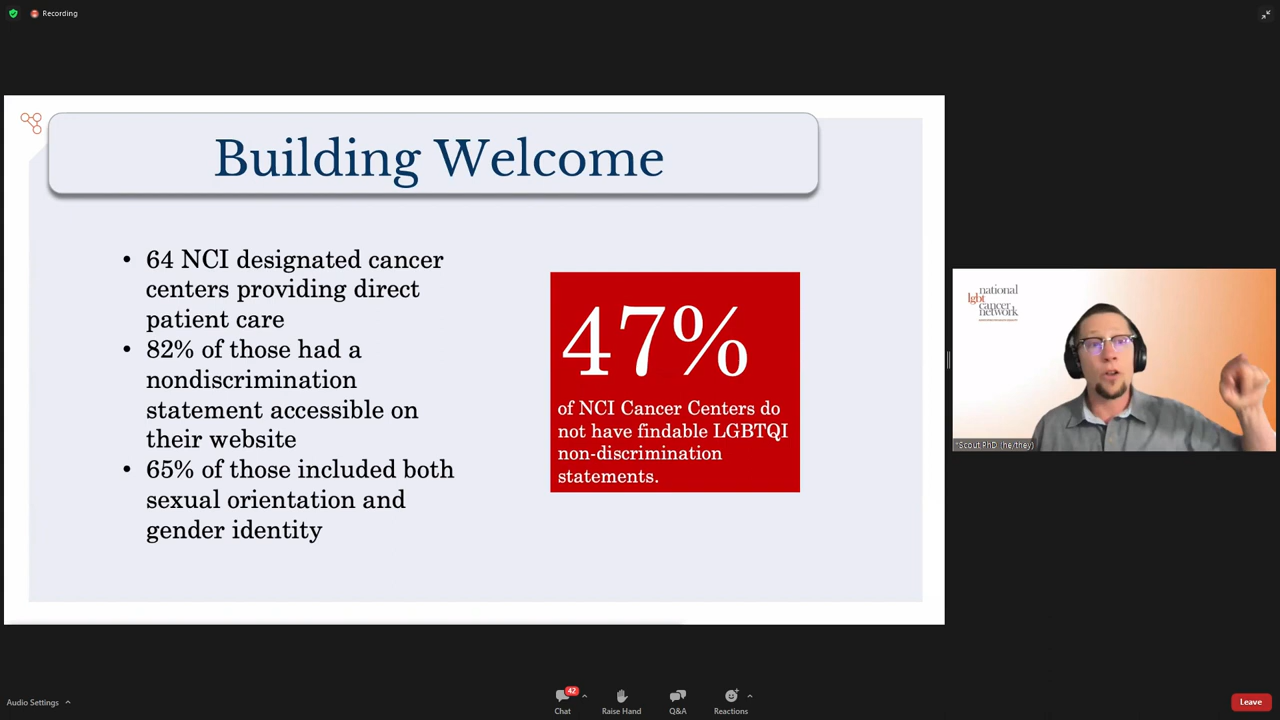 Recording
Building Welcome
• 64 NCI designated cancer
centers providing direct
patient care
• 82% of those had a
nondiscrimination
statement accessible on
their website
• 65% of those included both
sexual orientation and
gender identity
47%
of NCI Cancer Centers do
not have findable LGBTQI
non-discrimination
statements.
national
lgbt
cancer
network
*Scout PhD (he/they)
Audio Settings
42
Chat
Raise Hand
Q&A
Reactions
Leave